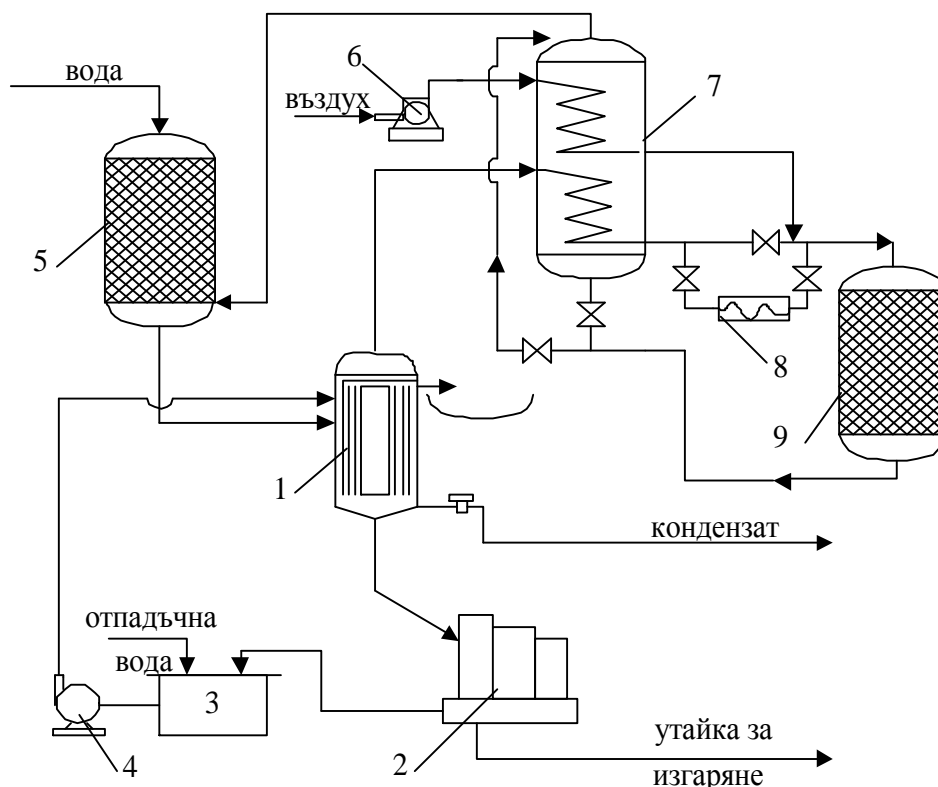 6
вода
7
въздух
5
8
9
1
кондензат
отпадъчна
вода
3
4
2
утайка за
изгаряне